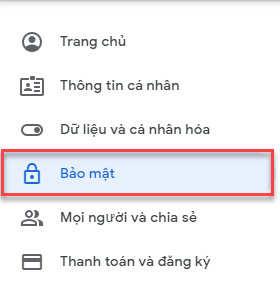 Trang chủ
Thông tin cá nhân
Dữ liệu và cá nhân hóa
Bảo mật
Mọi người và chia sẻ
Thanh toán và đăng ký